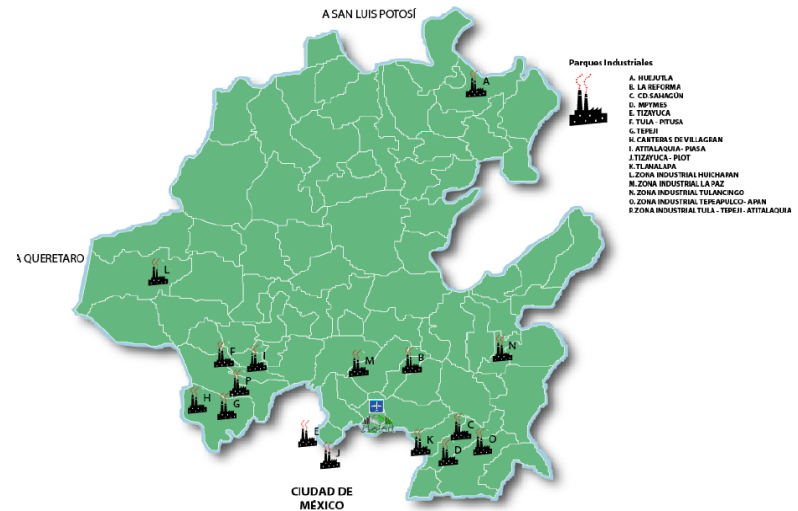 A SAN LUIS POTOSÍ
A
Parques Industriales
A. HUEJUTLA
B. LA REFORMA
C. CD.SAHAGÚN
D. MPYMES
E. TIZAYUCA
F. TULA - PITUSA
G. TEPEJI
H. CANTERAS DE VILLAGRAN
I. ATITALAQUIA- PIASA
J. TIZAYUCA - PLOT
K. TLANALAPA
L. ZONA INDUSTRIAL HUICHAPAN
M. ZONA INDUSTRIAL LA PAZ
N. ZONA INDUSTRIAL TULANCINGO
O. ZONA INDUSTRIAL TEPEAPULCO- APAN
P. ZONA INDUSTRIAL TULA - TEPEJI - ATITALAQUIA
A QUERETARO
L
F
I
M
B
N
P
H
G
E
J
K
C
D
O
CIUDAD DE
MÉXICO